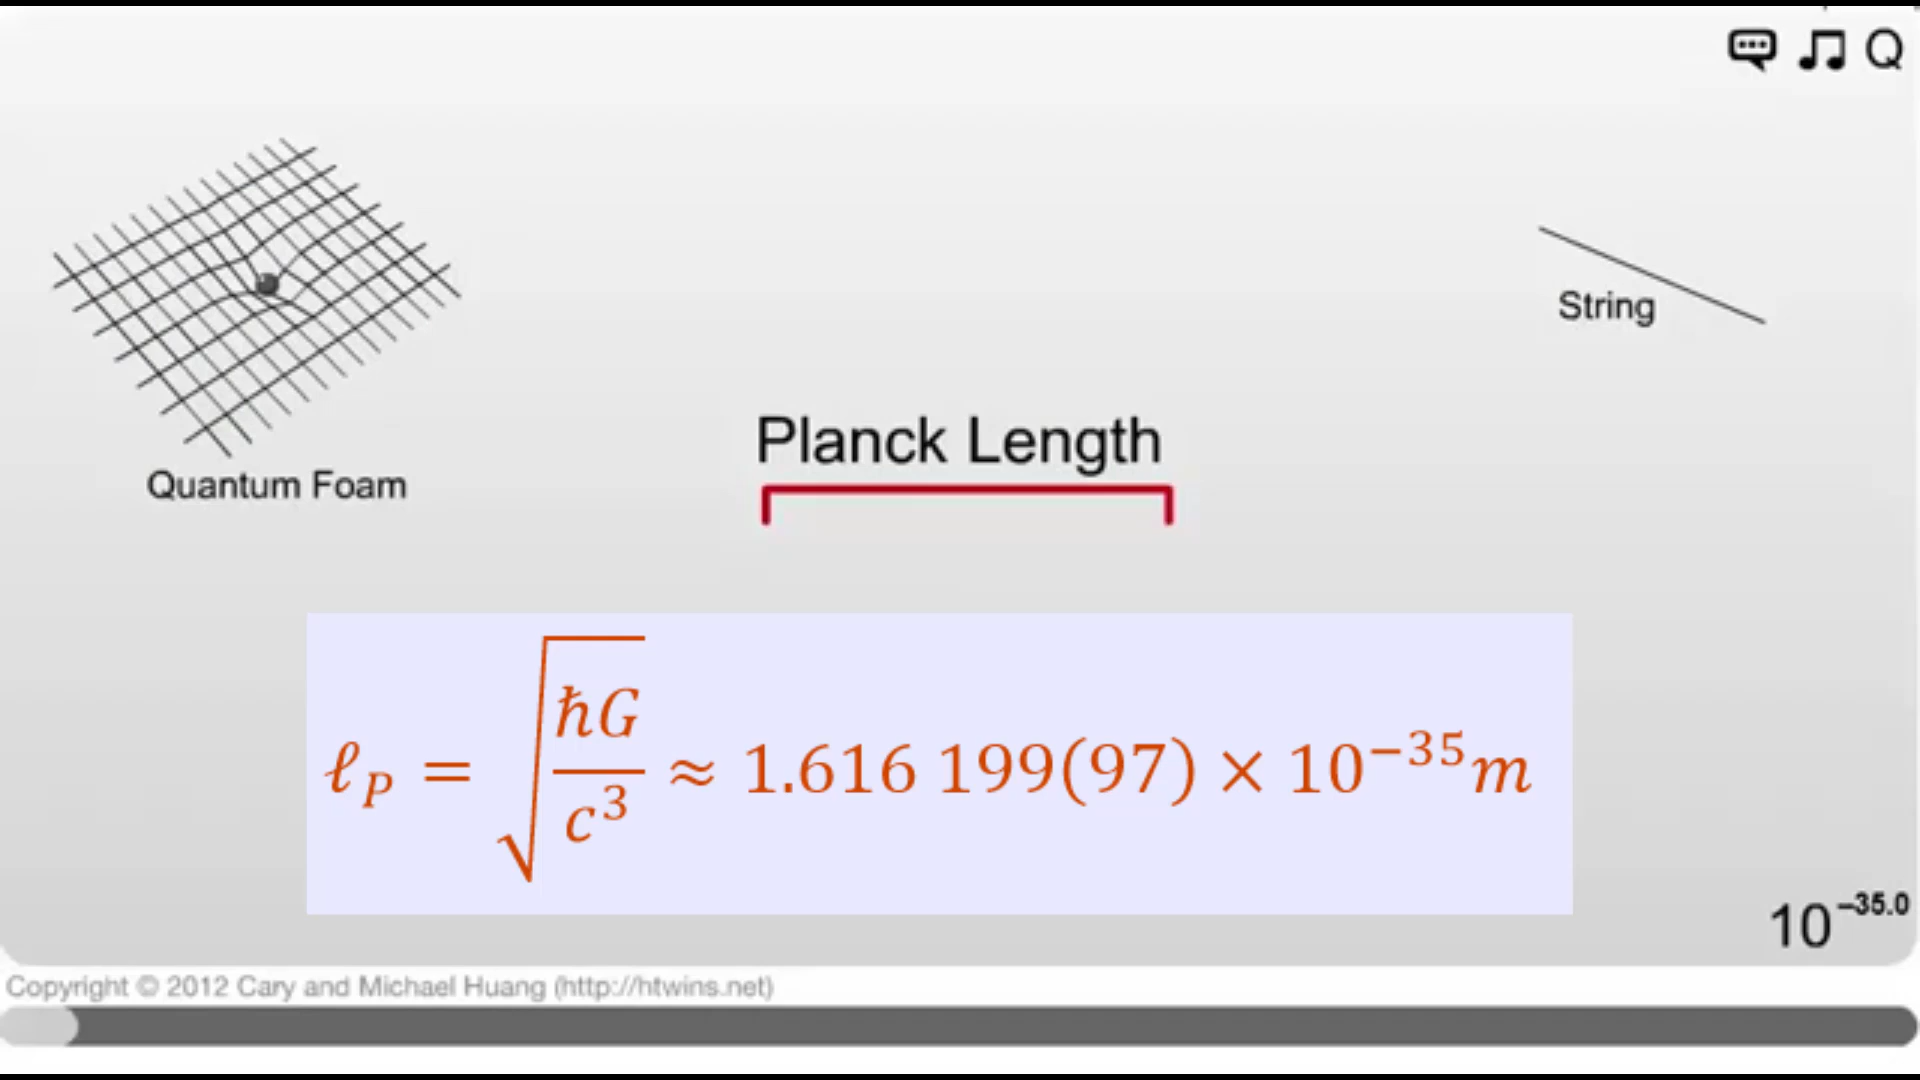 Q
String
Planck Length
Quantum Foam
ℓ_P = √(ħG/c³) ≈ 1.616 199(97) × 10⁻³⁵m
10^–35.0
Copyright © 2012 Cary and Michael Huang (http://htwins.net)